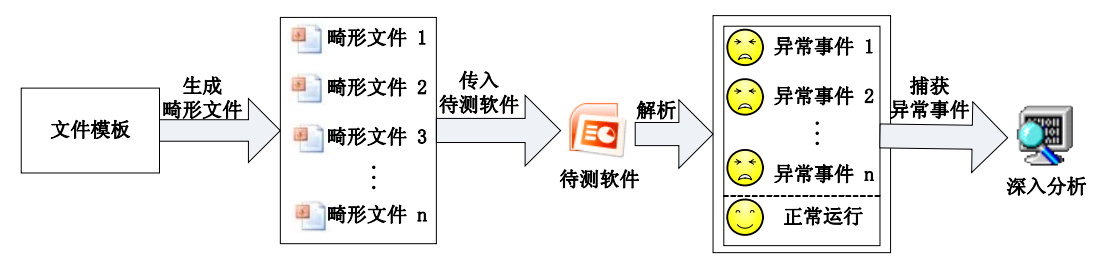 文件模板
生成
畸形文件
畸形文件 1
畸形文件 2
畸形文件 3
⋮
畸形文件 n
传入
待测软件
待测软件
解析
异常事件 1
异常事件 2
⋮
异常事件 n
正常运行
捕获
异常事件
深入分析